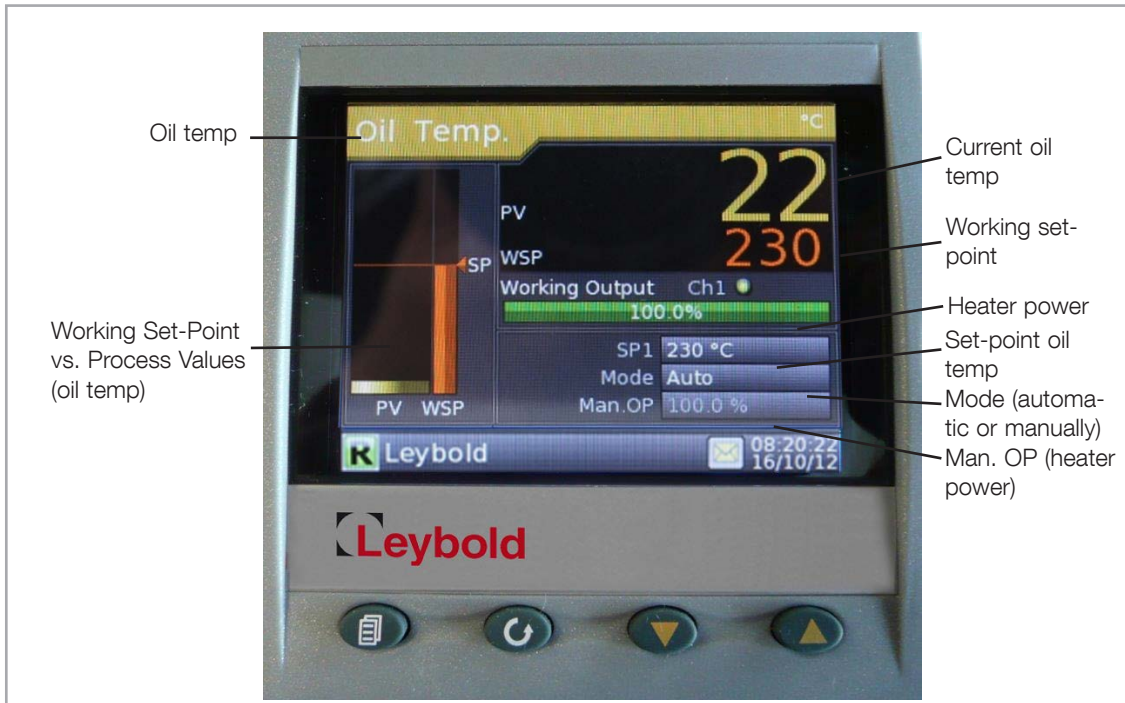 Oil temp
Working Set-Point
vs. Process Values
(oil temp)
Oil Temp.
°C
PV
22
WSP
230
SP
Working Output Ch1
100.0%
SP1 230 °C
Mode Auto
Man.OP 100.0 %
PV WSP
R Leybold
08:20:22
16/10/12
Leybold
Current oil
temp
Working set-
point
Heater power
Set-point oil
temp
Mode (automa-
tic or manually)
Man. OP (heater
power)